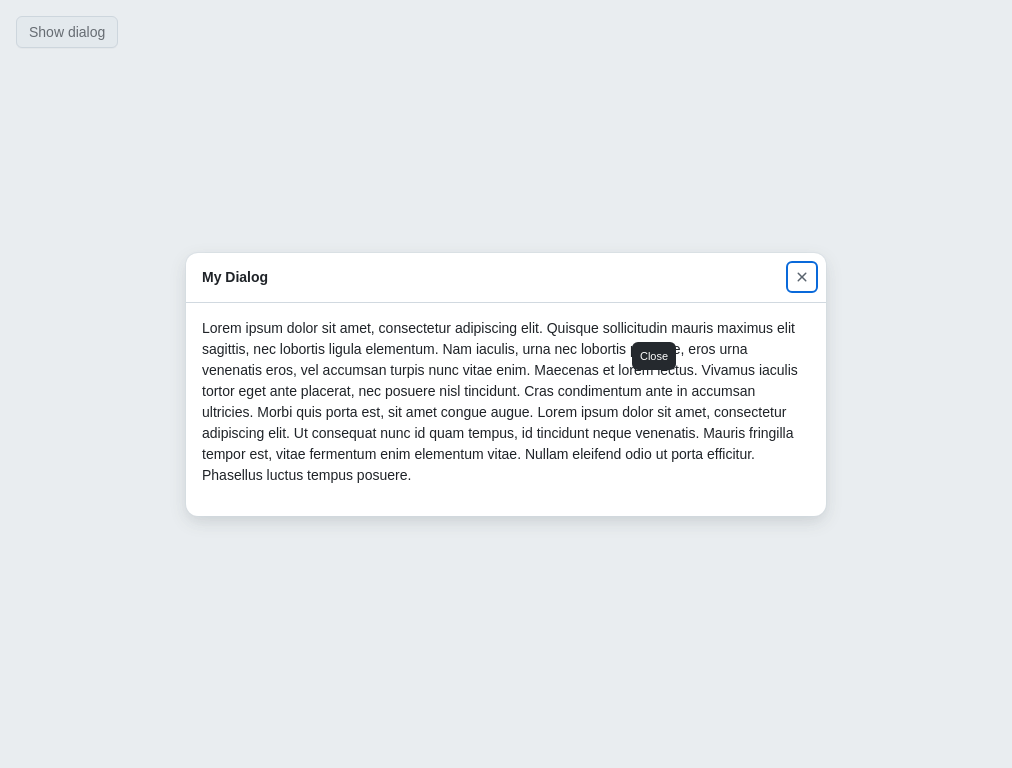 Show dialog
My Dialog
Lorem ipsum dolor sit amet, consectetur adipiscing elit. Quisque sollicitudin mauris maximus elit
sagittis, nec lobortis ligula elementum. Nam iaculis, urna nec lobortis eros urna
Close
venenatis eros, vel accumsan turpis nunc vitae enim. Maecenas et lorem lectus. Vivamus iaculis
tortor eget ante placerat, nec posuere nisl tincidunt. Cras condimentum ante in accumsan
ultricies. Morbi quis porta est, sit amet congue augue. Lorem ipsum dolor sit amet, consectetur
adipiscing elit. Ut consequat nunc id quam tempus, id tincidunt neque venenatis. Mauris fringilla
tempor est, vitae fermentum enim elementum vitae. Nullam eleifend odio ut porta efficitur.
Phasellus luctus tempus posuere.